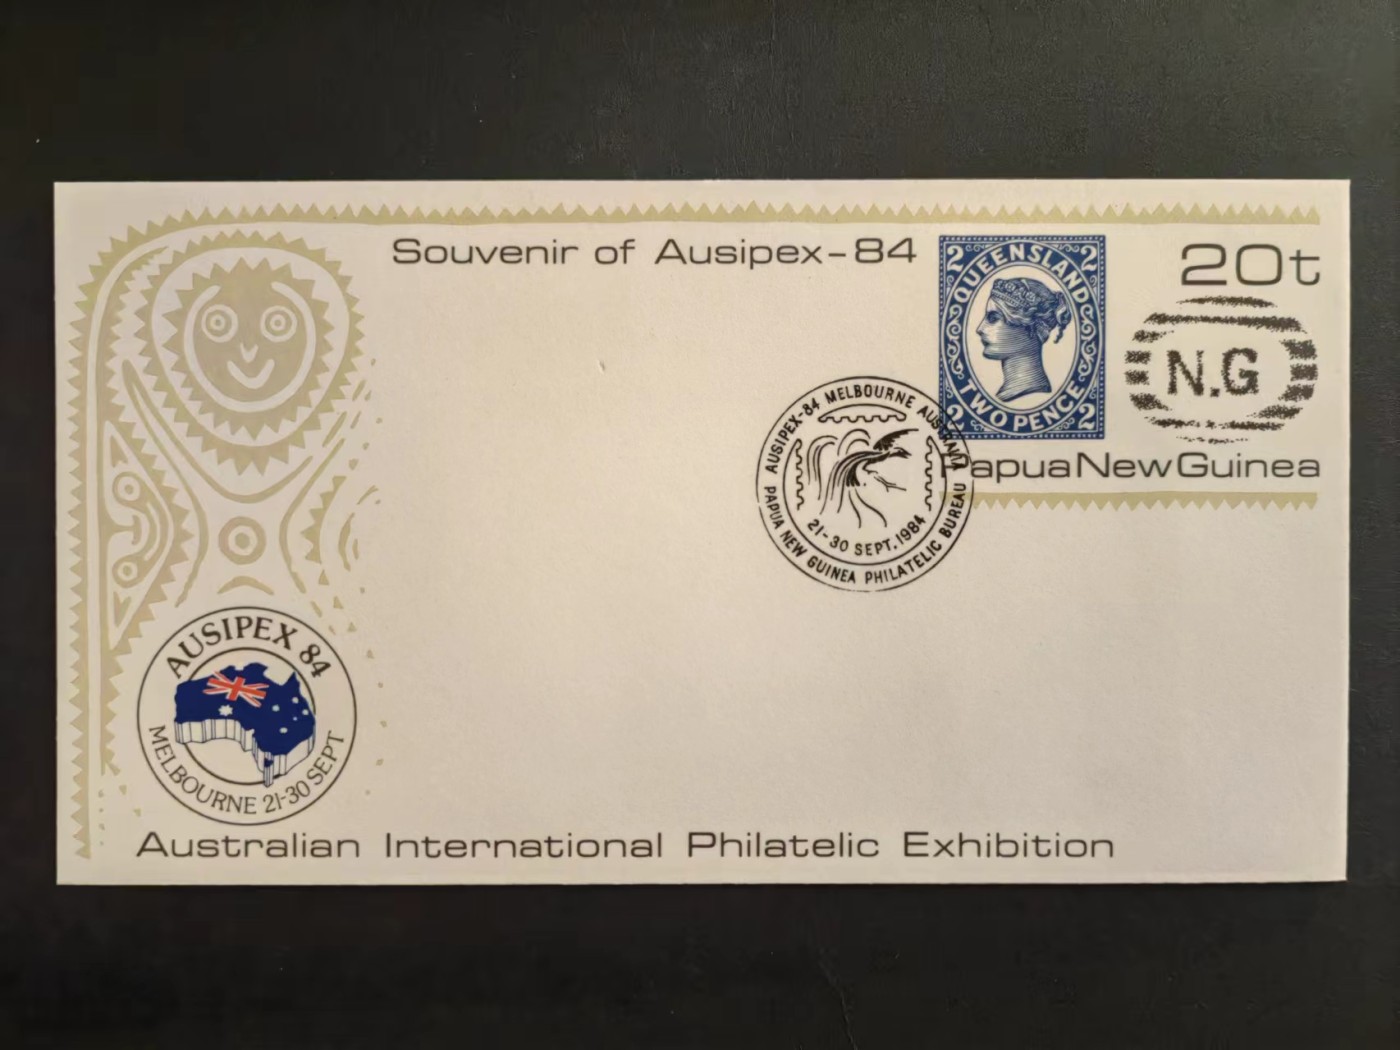 Souvenir of Ausipex-84
2 2
QUEENSLAND
TWO PENCE
2 2
20t
N.G
Papua New Guinea
AUSIPEX-84 MELBOURNE AUSTRALIA
21-30 SEPT. 1984
PAPUA NEW GUINEA PHILATELIC BUREAU
AUSIPEX 84
MELBOURNE 21-30 SEPT
Australian International Philatelic Exhibition